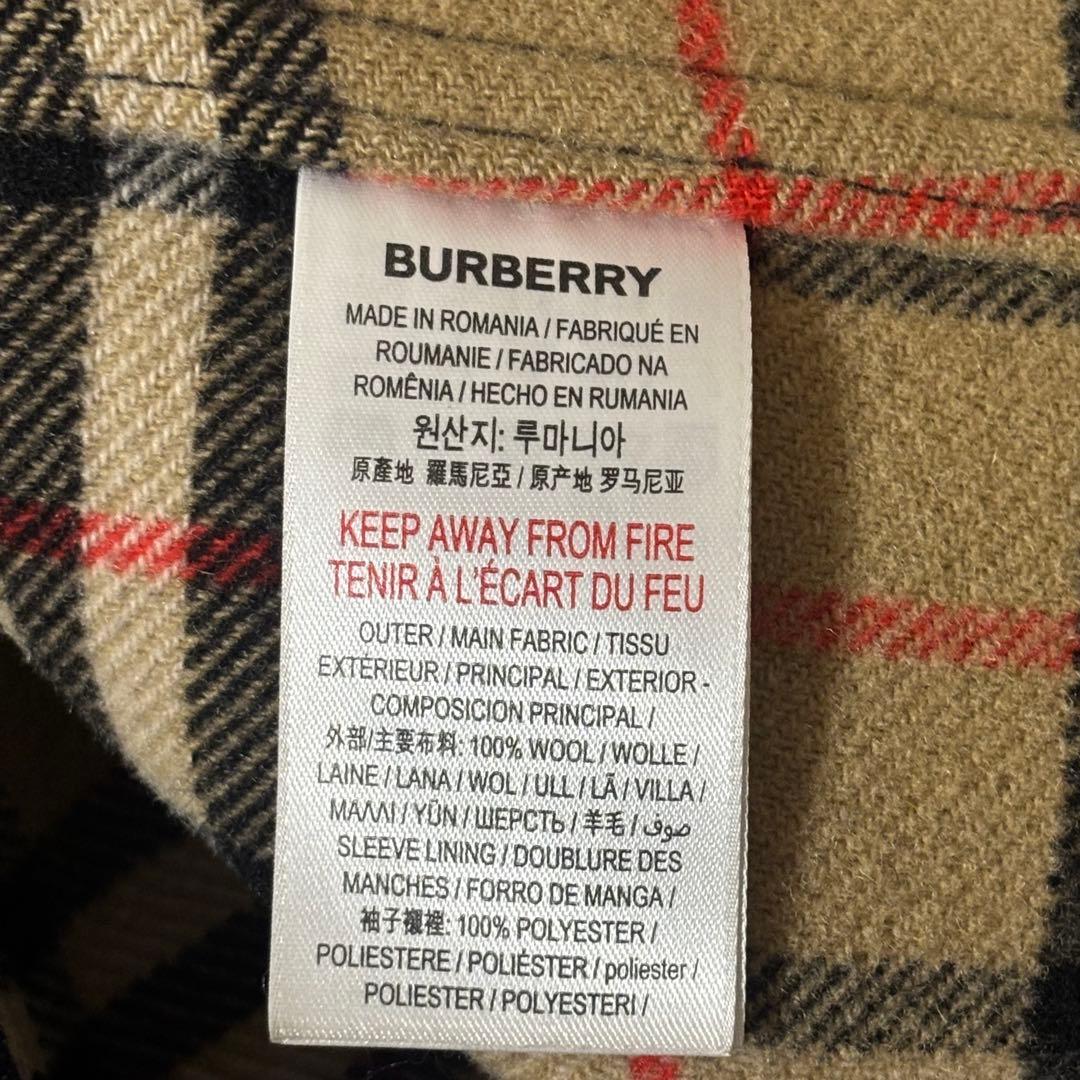 BURBERRY
MADE IN ROMANIA / FABRIQUÉ EN
ROUMANIE / FABRICADO NA
ROMÊNIA / HECHO EN RUMANIA
원산지: 루마니아
原產地 羅馬尼亞 / 原产地 罗马尼亚
KEEP AWAY FROM FIRE
TENIR À L'ÉCART DU FEU
OUTER / MAIN FABRIC / TISSU
EXTÉRIEUR / PRINCIPAL / EXTERIOR -
COMPOSICION PRINCIPAL /
外部/主要布料: 100% WOOL / WOLLE /
LAINE / LANA / WOL / ULL / LÃ / VILLA /
ΜΑΛΛΙ / YÜN / ШЕРСТЬ / 羊毛 / صوف
SLEEVE LINING / DOUBLURE DES
MANCHES / FORRO DE MANGA /
袖子襯裡: 100% POLYESTER /
POLIESTERE / POLIÉSTER / poliester /
POLIESTER / POLYESTERI /